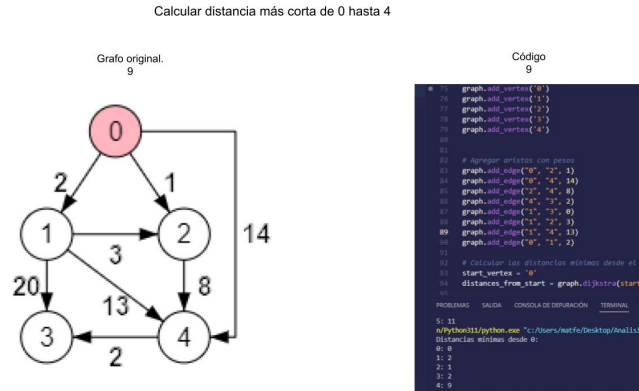 Calcular distancia más corta de 0 hasta 4
Grafo original.
9
0
2
1
1
3
2
14
20
13
8
3
2
4
Código
9
75 graph.add_vertex('0')
76 graph.add_vertex('1')
77 graph.add_vertex('2')
78 graph.add_vertex('3')
79 graph.add_vertex('4')
80
81
82 # Agregar aristas con pesos
83 graph.add_edge("0", "2", 1)
84 graph.add_edge("0", "4", 14)
85 graph.add_edge("2", "4", 8)
86 graph.add_edge("4", "3", 2)
87 graph.add_edge("1", "3", 0)
88 graph.add_edge("1", "2", 3)
89 graph.add_edge("1", "4", 13)
90 graph.add_edge("0", "1", 2)
91
92 # Calcular las distancias mínimas desde el
93 start_vertex = '0'
94 distances_from_start = graph.dijkstra(start
PROBLEMAS SALIDA CONSOLA DE DEPURACIÓN TERMINAL
5: 11
n/Python311/python.exe "c:/Users/matfe/Desktop/Analisi
Distancias mínimas desde 0:
0: 0
1: 2
2: 1
3: 2
4: 9